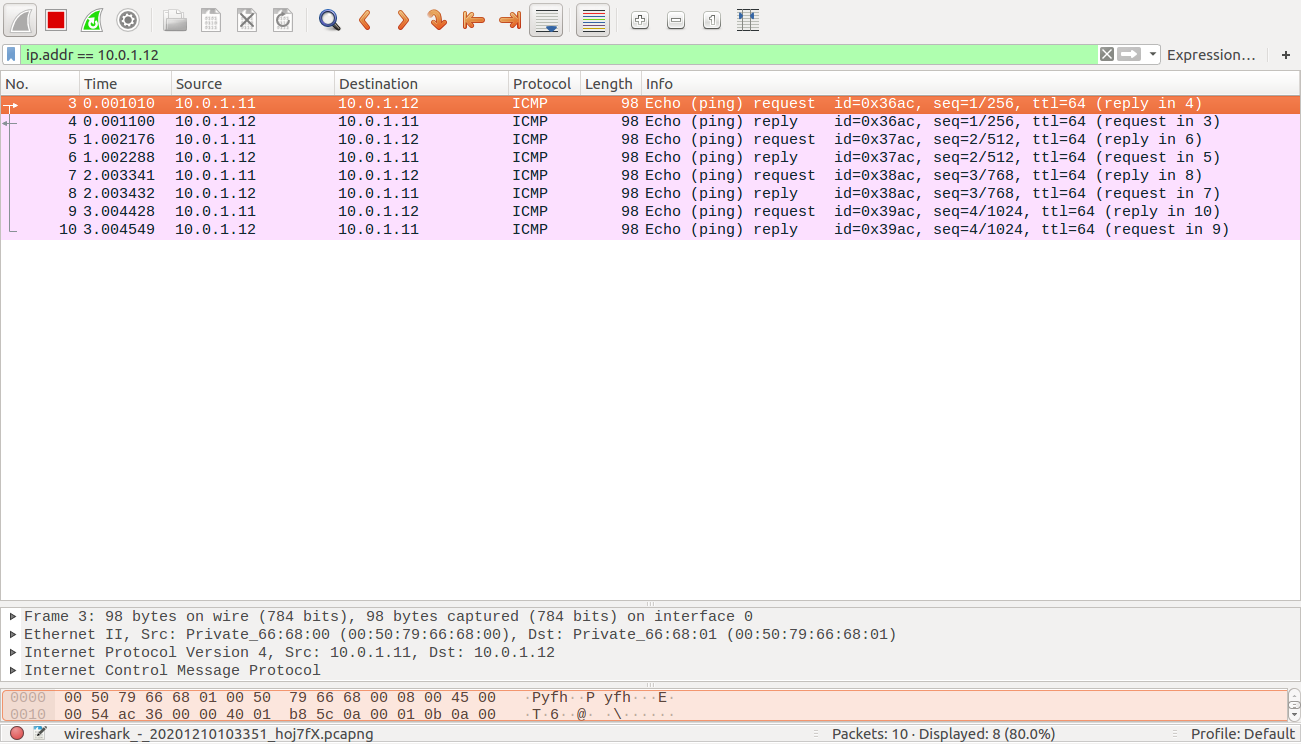 ip.addr == 10.0.1.12 Expression… +
No. Time Source Destination Protocol Length Info
3 0.001010 10.0.1.11 10.0.1.12 ICMP 98 Echo (ping) request id=0x36ac, seq=1/256, ttl=64 (reply in 4)
4 0.001100 10.0.1.12 10.0.1.11 ICMP 98 Echo (ping) reply id=0x36ac, seq=1/256, ttl=64 (request in 3)
5 1.002176 10.0.1.11 10.0.1.12 ICMP 98 Echo (ping) request id=0x37ac, seq=2/512, ttl=64 (reply in 6)
6 1.002288 10.0.1.12 10.0.1.11 ICMP 98 Echo (ping) reply id=0x37ac, seq=2/512, ttl=64 (request in 5)
7 2.003341 10.0.1.11 10.0.1.12 ICMP 98 Echo (ping) request id=0x38ac, seq=3/768, ttl=64 (reply in 8)
8 2.003432 10.0.1.12 10.0.1.11 ICMP 98 Echo (ping) reply id=0x38ac, seq=3/768, ttl=64 (request in 7)
9 3.004428 10.0.1.11 10.0.1.12 ICMP 98 Echo (ping) request id=0x39ac, seq=4/1024, ttl=64 (reply in 10)
10 3.004549 10.0.1.12 10.0.1.11 ICMP 98 Echo (ping) reply id=0x39ac, seq=4/1024, ttl=64 (request in 9)
Frame 3: 98 bytes on wire (784 bits), 98 bytes captured (784 bits) on interface 0
Ethernet II, Src: Private_66:68:00 (00:50:79:66:68:00), Dst: Private_66:68:01 (00:50:79:66:68:01)
Internet Protocol Version 4, Src: 10.0.1.11, Dst: 10.0.1.12
Internet Control Message Protocol
0000 00 50 79 66 68 01 00 50 79 66 68 00 08 00 45 00 ·Pyfh··P yfh···E·
0010 00 54 ac 36 00 00 40 01 b8 5c 0a 00 01 0b 0a 00 ·T·6··@· ·\······
wireshark_-_20201210103351_hoj7fX.pcapng Packets: 10 · Displayed: 8 (80.0%) Profile: Default